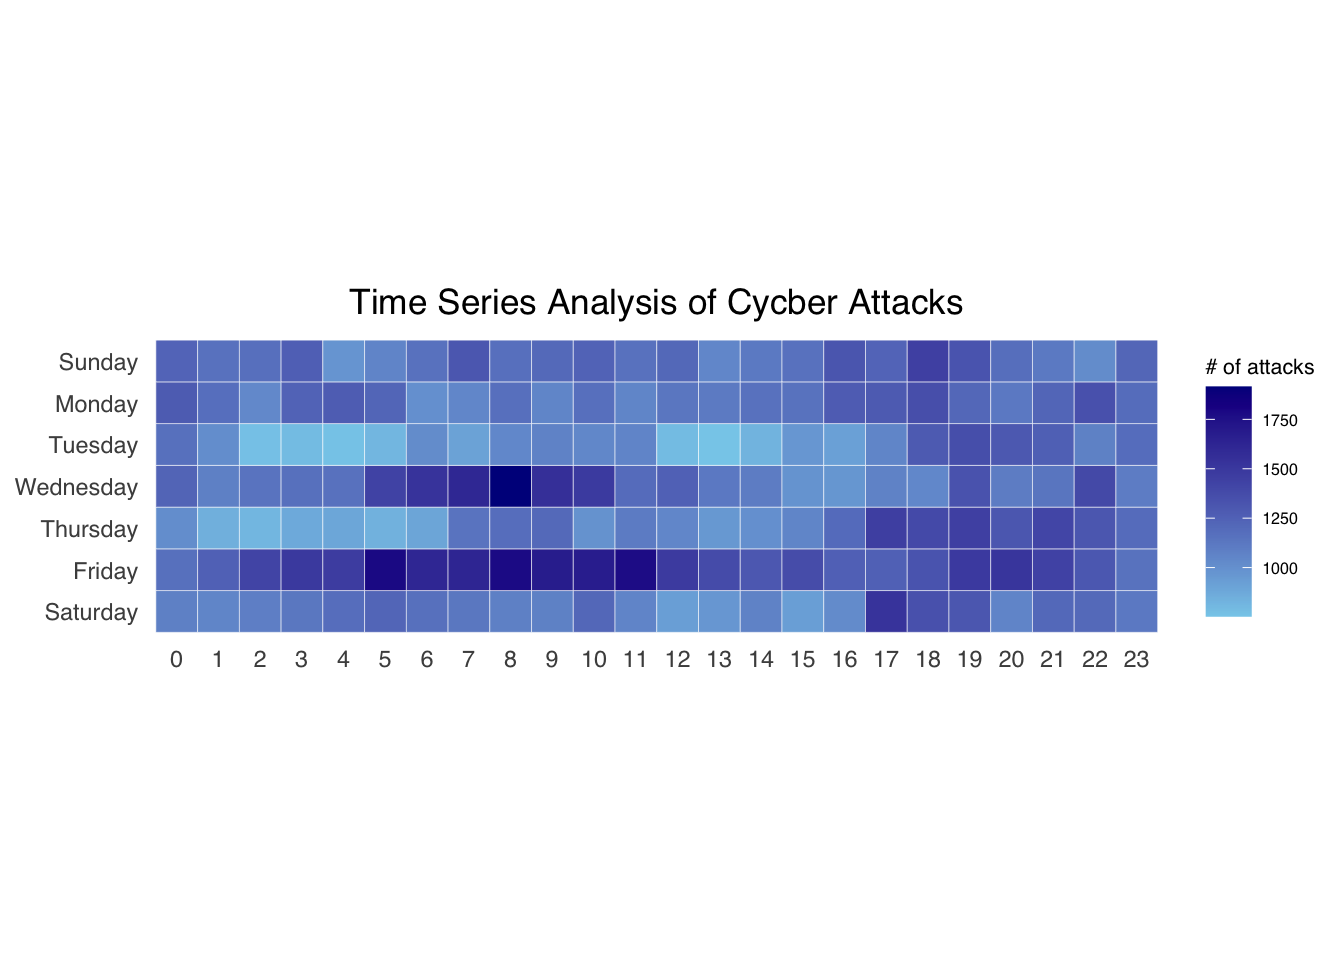 Time Series Analysis of Cycber Attacks
Sunday
Monday
Tuesday
Wednesday
Thursday
Friday
Saturday
0 1 2 3 4 5 6 7 8 9 10 11 12 13 14 15 16 17 18 19 20 21 22 23
# of attacks
1750
1500
1250
1000